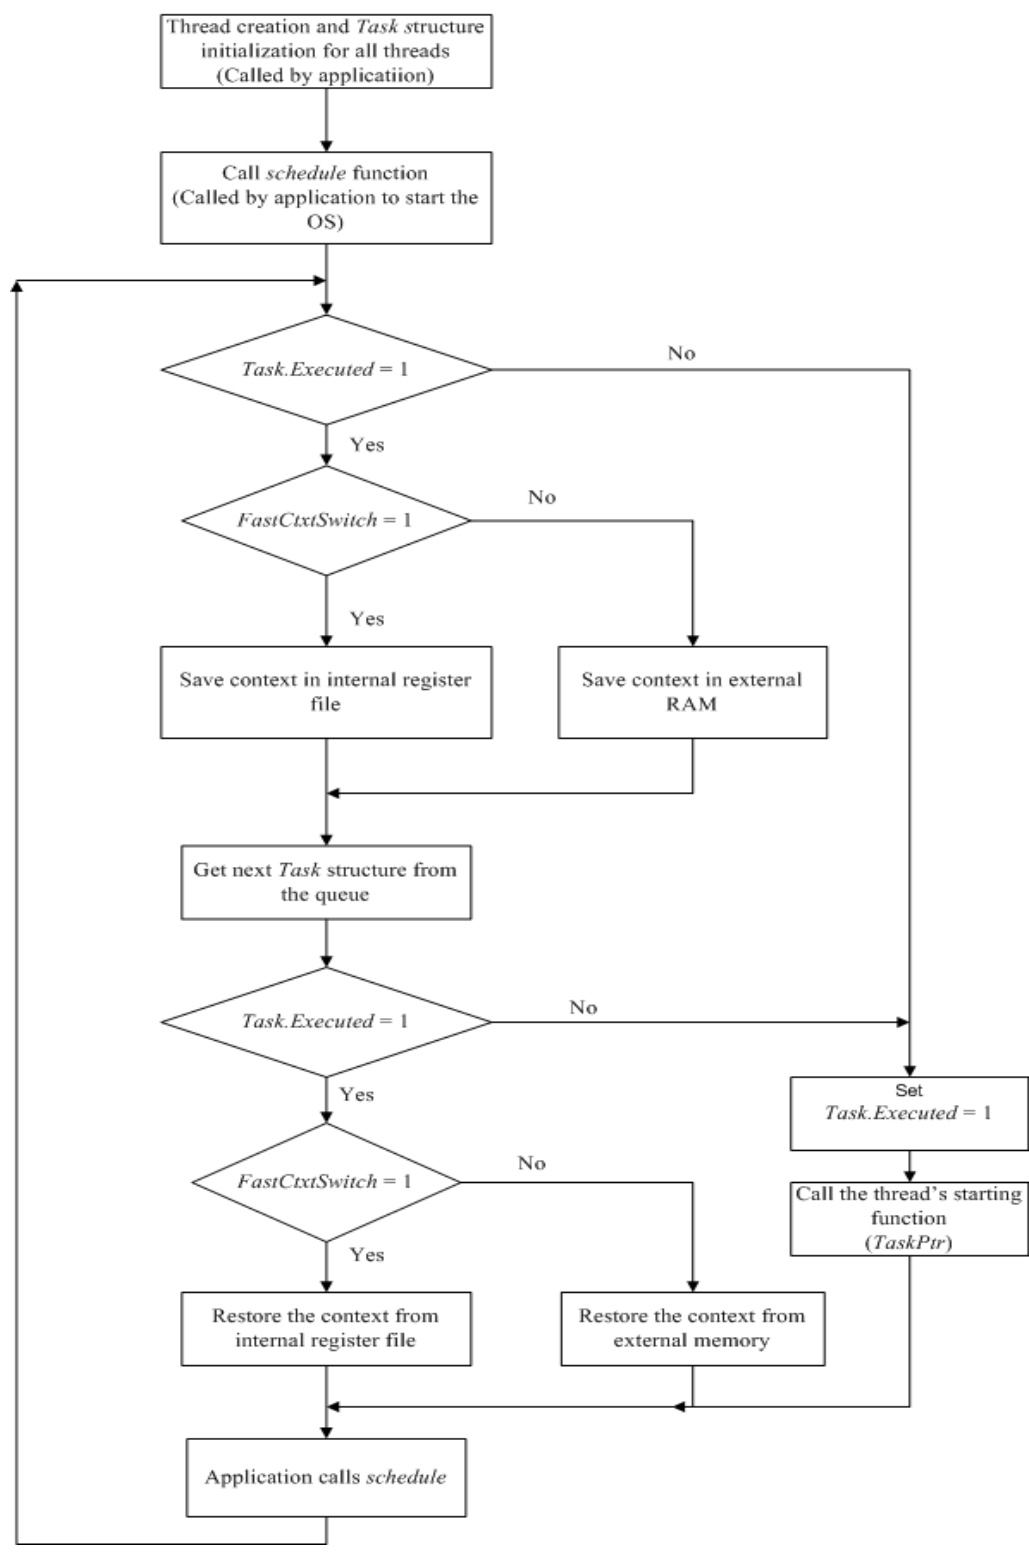 Thread creation and Task structure
initialization for all threads
(Called by applicatiion)
Call schedule function
(Called by application to start the
OS)
Task.Executed = 1
No
Yes
FastCtxtSwitch = 1
No
Yes
Save context in internal register
file
Save context in external
RAM
Get next Task structure from
the queue
Task.Executed = 1
No
Yes
Set
Task.Executed = 1
FastCtxtSwitch = 1
No
Yes
Call the thread's starting
function
(TaskPtr)
Restore the context from
internal register file
Restore the context from
external memory
Application calls schedule